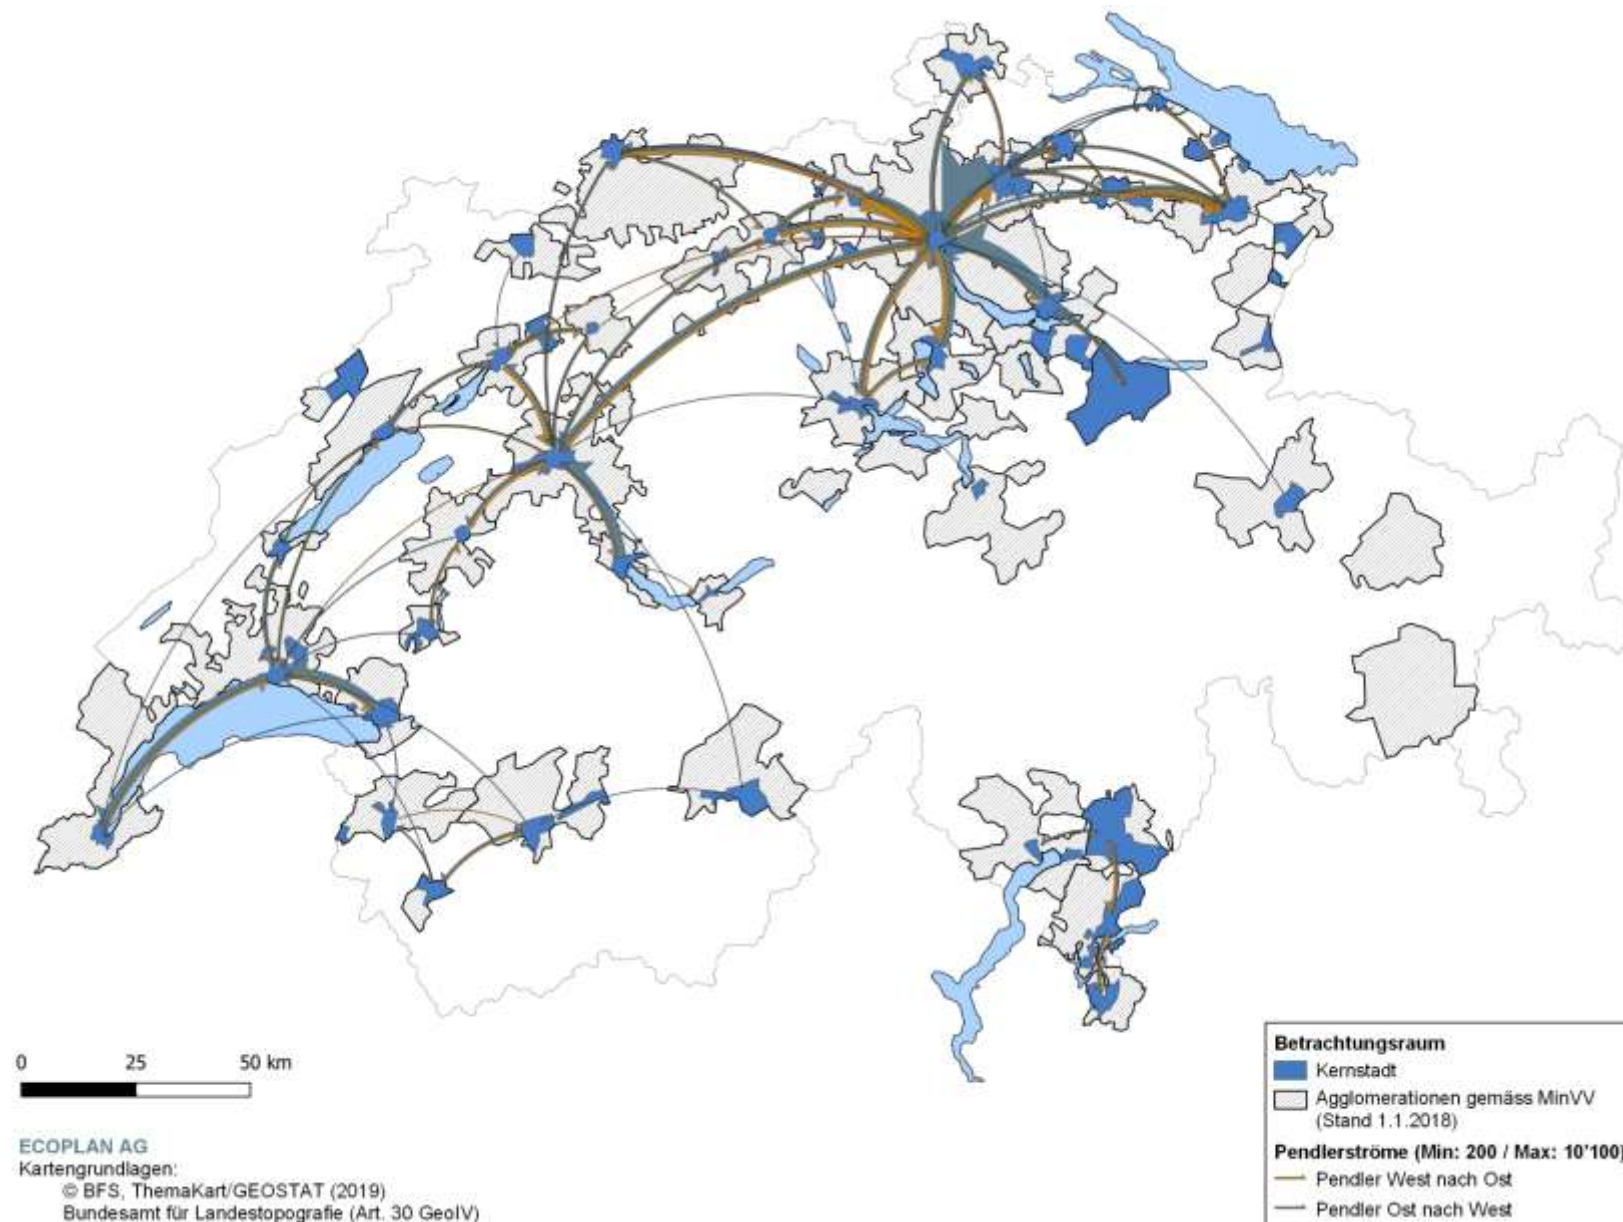 0 25 50 km
ECOPLAN AG
Kartengrundlagen:
© BFS, ThemaKart/GEOSTAT (2019)
Bundesamt für Landestopografie (Art. 30 GeoIV)
Betrachtungsraum
Kernstadt
Agglomerationen gemäss MinVV
(Stand 1.1.2018)
Pendlerströme (Min: 200 / Max: 10'100)
Pendler West nach Ost
Pendler Ost nach West